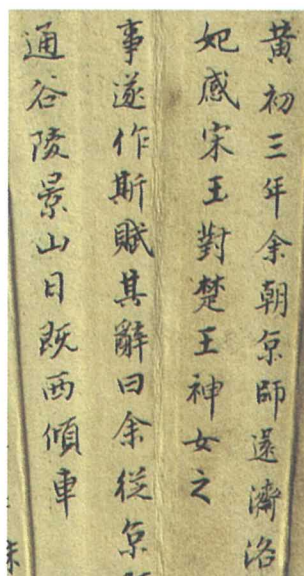 黃初三年余朝京師還濟洛
妃感宋玉對楚王神女之
事遂作斯賦其辭曰余從京
通谷陵景山日既西傾車